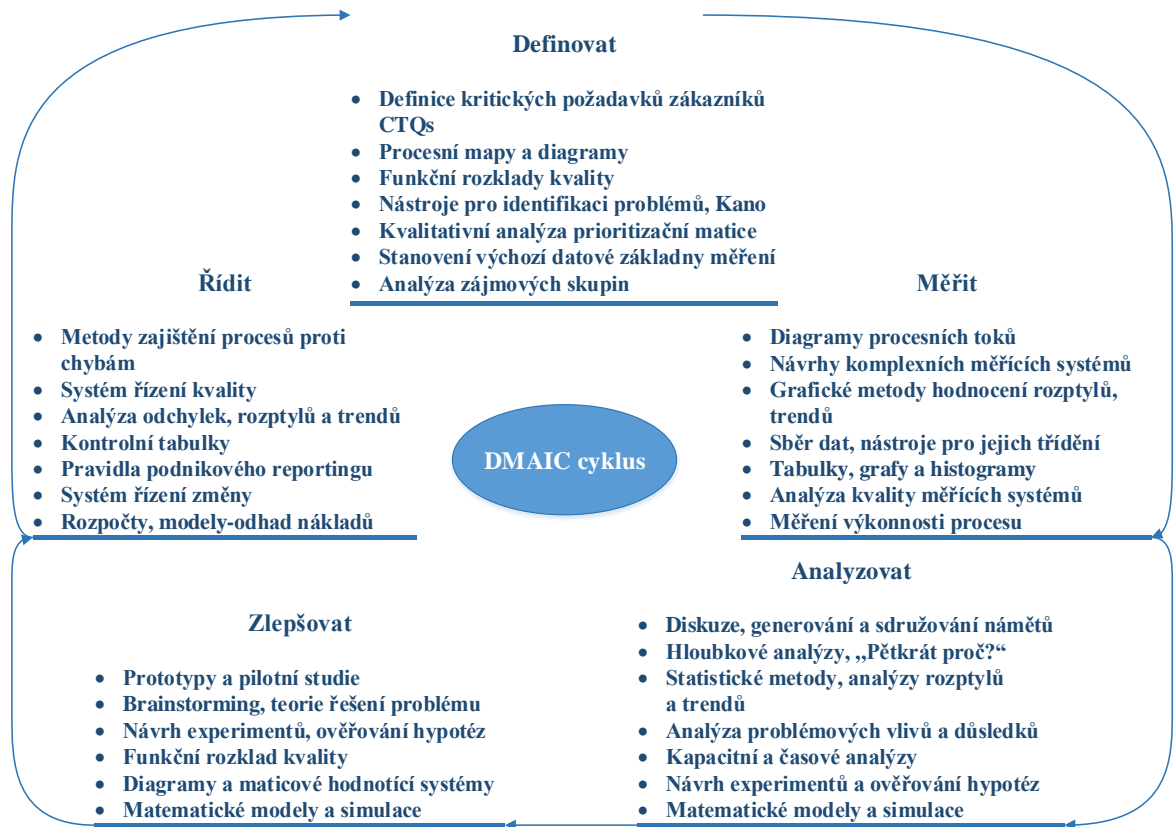 Definovat
• Definice kritických požadavků zákazníků
CTQs
• Procesní mapy a diagramy
• Funkční rozklady kvality
• Nástroje pro identifikaci problémů, Kano
• Kvalitativní analýza prioritizační matice
• Stanovení výchozí datové základny měření
• Analýza zájmových skupin
Řídit
• Metody zajištění procesů proti
chybám
• Systém řízení kvality
• Analýza odchylek, rozptylů a trendů
• Kontrolní tabulky
• Pravidla podnikového reportingu
• Systém řízení změny
• Rozpočty, modely-odhad nákladů
DMAIC cyklus
Měřit
• Diagramy procesních toků
• Návrhy komplexních měřících systémů
• Grafické metody hodnocení rozptylů,
trendů
• Sběr dat, nástroje pro jejich třídění
• Tabulky, grafy a histogramy
• Analýza kvality měřících systémů
• Měření výkonnosti procesu
Zlepšovat
• Prototypy a pilotní studie
• Brainstorming, teorie řešení problému
• Návrh experimentů, ověřování hypotéz
• Funkční rozklad kvality
• Diagramy a maticové hodnotící systémy
• Matematické modely a simulace
Analyzovat
• Diskuze, generování a sdružování námětů
• Hloubkové analýzy, „Pětkrát proč?“
• Statistické metody, analýzy rozptylů
a trendů
• Analýza problémových vlivů a důsledků
• Kapacitní a časové analýzy
• Návrh experimentů a ověřování hypotéz
• Matematické modely a simulace